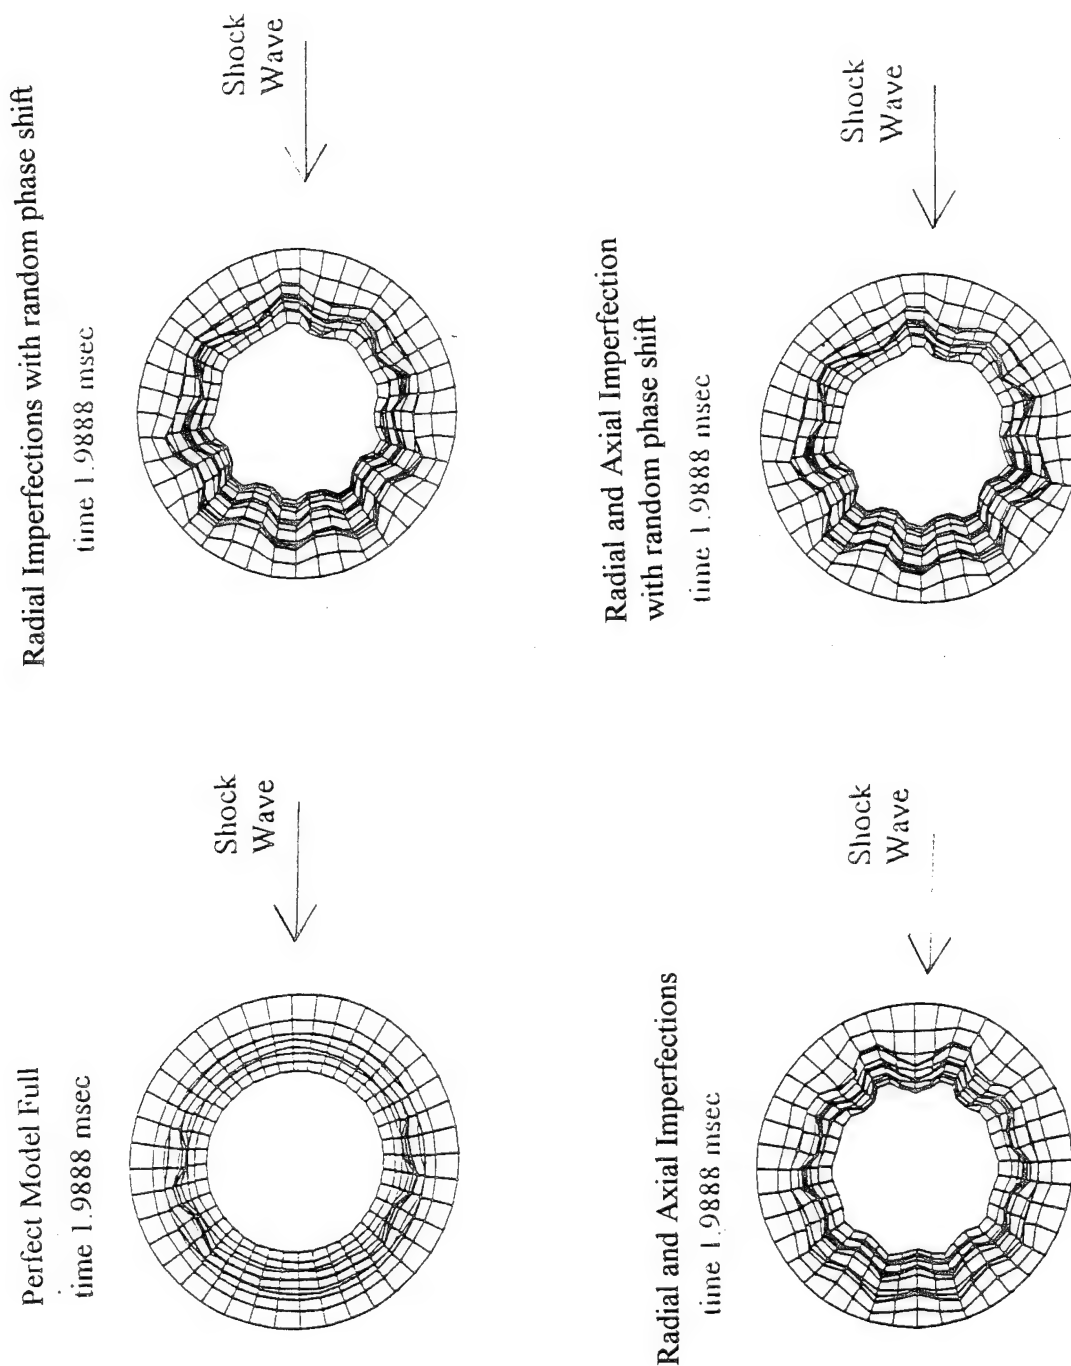 Perfect Model Full
time 1.9888 msec
Shock
Wave
Radial Imperfections with random phase shift
time 1.9888 msec
Shock
Wave
Radial and Axial Imperfections
time 1.9888 msec
Shock
Wave
Radial and Axial Imperfection
with random phase shift
time 1.9888 msec
Shock
Wave